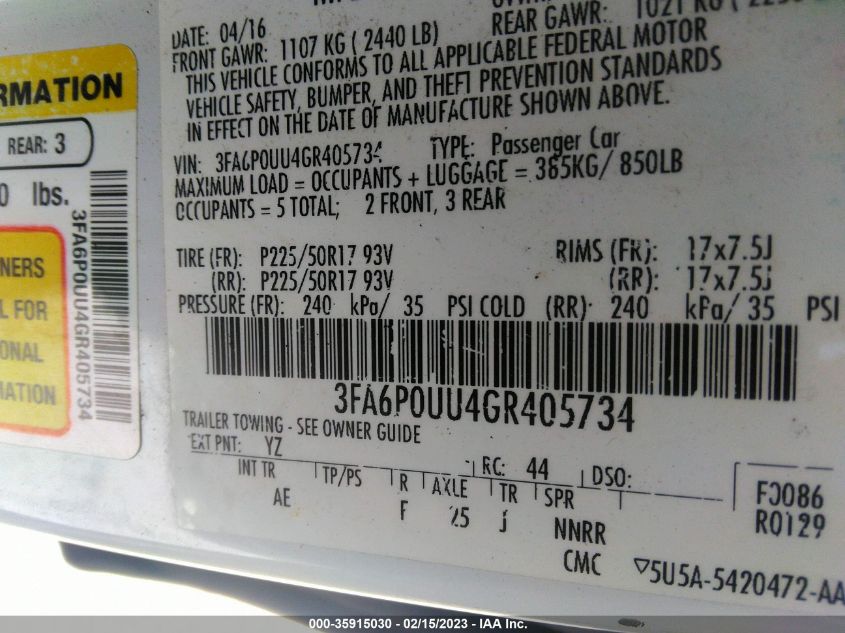 DATE: 04/16
FRONT GAWR: 1107 KG ( 2440 LB)
REAR GAWR: 1021 KG (
THIS VEHICLE CONFORMS TO ALL APPLICABLE FEDERAL MOTOR
VEHICLE SAFETY, BUMPER, AND THEFT PREVENTION STANDARDS
IN EFFECT ON THE DATE OF MANUFACTURE SHOWN ABOVE.
VIN: 3FA6P0UU4GR405734 TYPE: Passenger Car
MAXIMUM LOAD = OCCUPANTS + LUGGAGE = 385KG/ 850LB
OCCUPANTS = 5 TOTAL; 2 FRONT, 3 REAR
TIRE (FR): P225/50R17 93V RIMS (FR): 17x7.5J
(RR): P225/50R17 93V (RR): 17x7.5J
PRESSURE (FR): 240 kPa/ 35 PSI COLD (RR): 240 kPa/ 35 PSI
3FA6P0UU4GR405734
TRAILER TOWING - SEE OWNER GUIDE
EXT PNT: YZ RC: 44 DSO:
INT TR TP/PS R AXLE TR SPR
AE F 25 J NNRR
CMC
F0086
R0129
▽5U5A-5420472-AA
RMATION
REAR: 3
0 lbs.
3FA6P0UU4GR405734
NERS
L FOR
ONAL
MATION
000-35915030 - 02/15/2023 - IAA Inc.